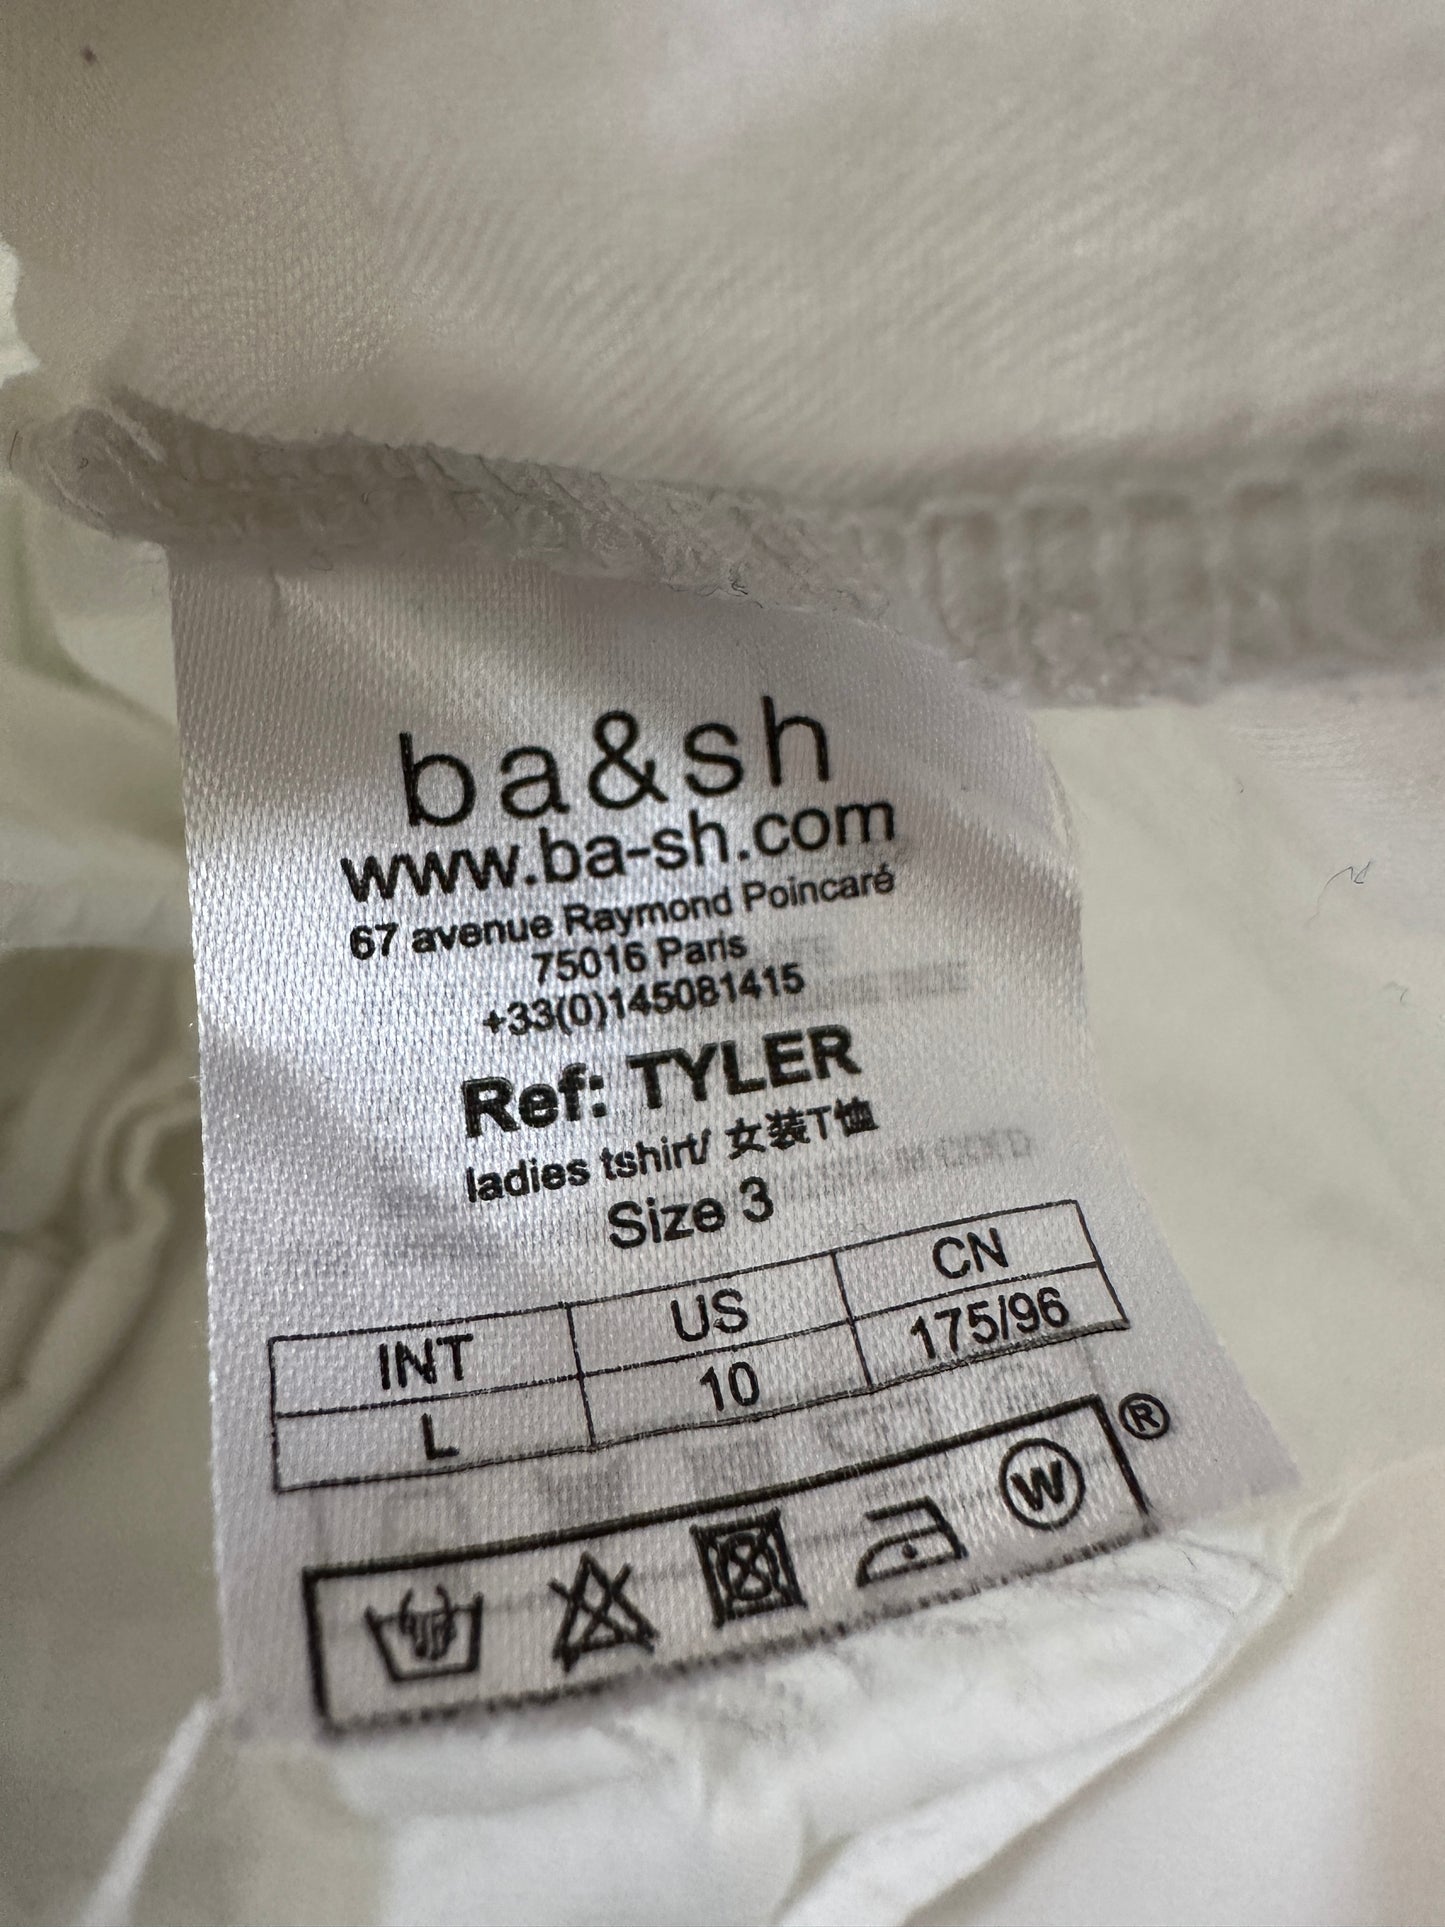 ba&sh
www.ba-sh.com
67 avenue Raymond Poincaré
75016 Paris
+33(0)145081415
Ref: TYLER
ladies tshirt/ 女装T恤
Size 3
INT US CN
L 10 175/96
W ®